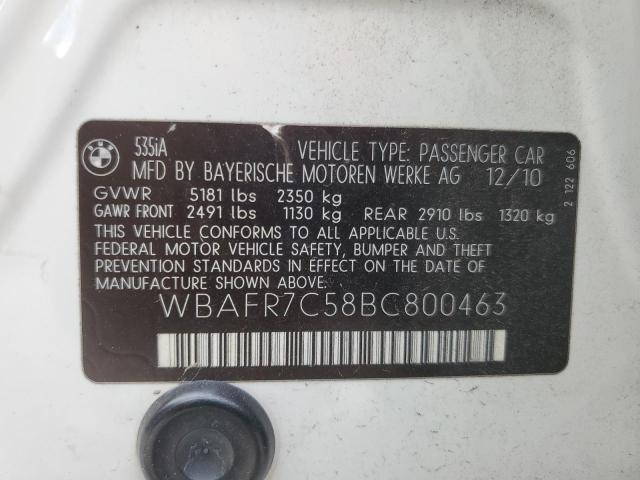 BMW
535iA VEHICLE TYPE: PASSENGER CAR
MFD BY BAYERISCHE MOTOREN WERKE AG 12/10
GVWR 5181 lbs 2350 kg
GAWR FRONT 2491 lbs 1130 kg REAR 2910 lbs 1320 kg
THIS VEHICLE CONFORMS TO ALL APPLICABLE U.S.
FEDERAL MOTOR VEHICLE SAFETY, BUMPER AND THEFT
PREVENTION STANDARDS IN EFFECT ON THE DATE OF
MANUFACTURE SHOWN ABOVE.
WBAFR7C58BC800463
2 122 606